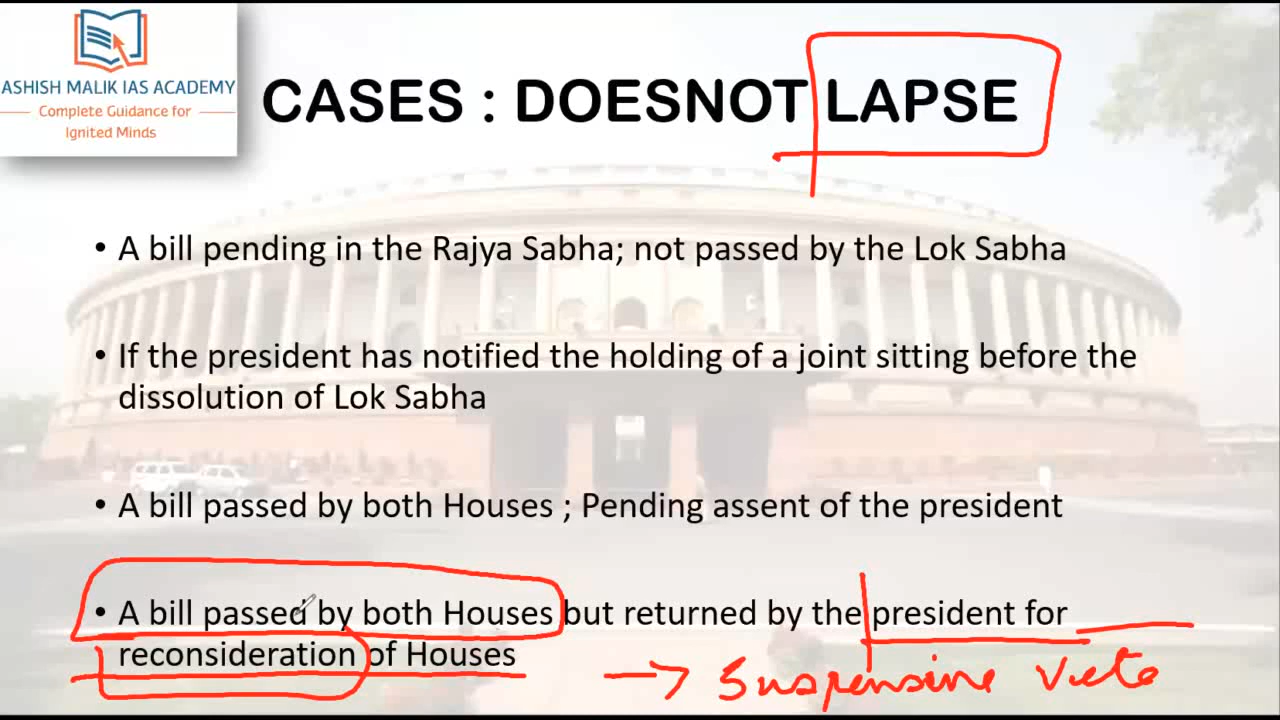 ASHISH MALIK IAS ACADEMY
Complete Guidance for
Ignited Minds
CASES : DOESNOT LAPSE
• A bill pending in the Rajya Sabha; not passed by the Lok Sabha
• If the president has notified the holding of a joint sitting before the
dissolution of Lok Sabha
• A bill passed by both Houses ; Pending assent of the president
• A bill passed by both Houses but returned by the president for
reconsideration of Houses
→ Suspensive Veto